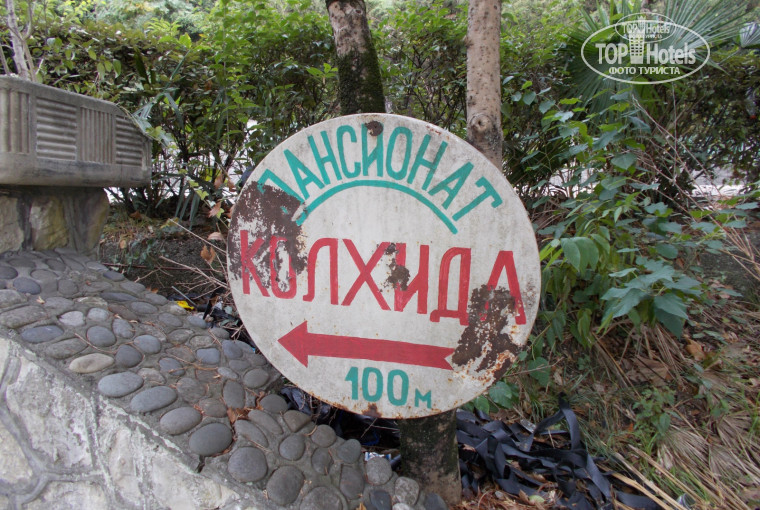 ПАНСИОНАТ
КОЛХИДА
100м
TOP Hotels
ФОТО ТУРИСТА